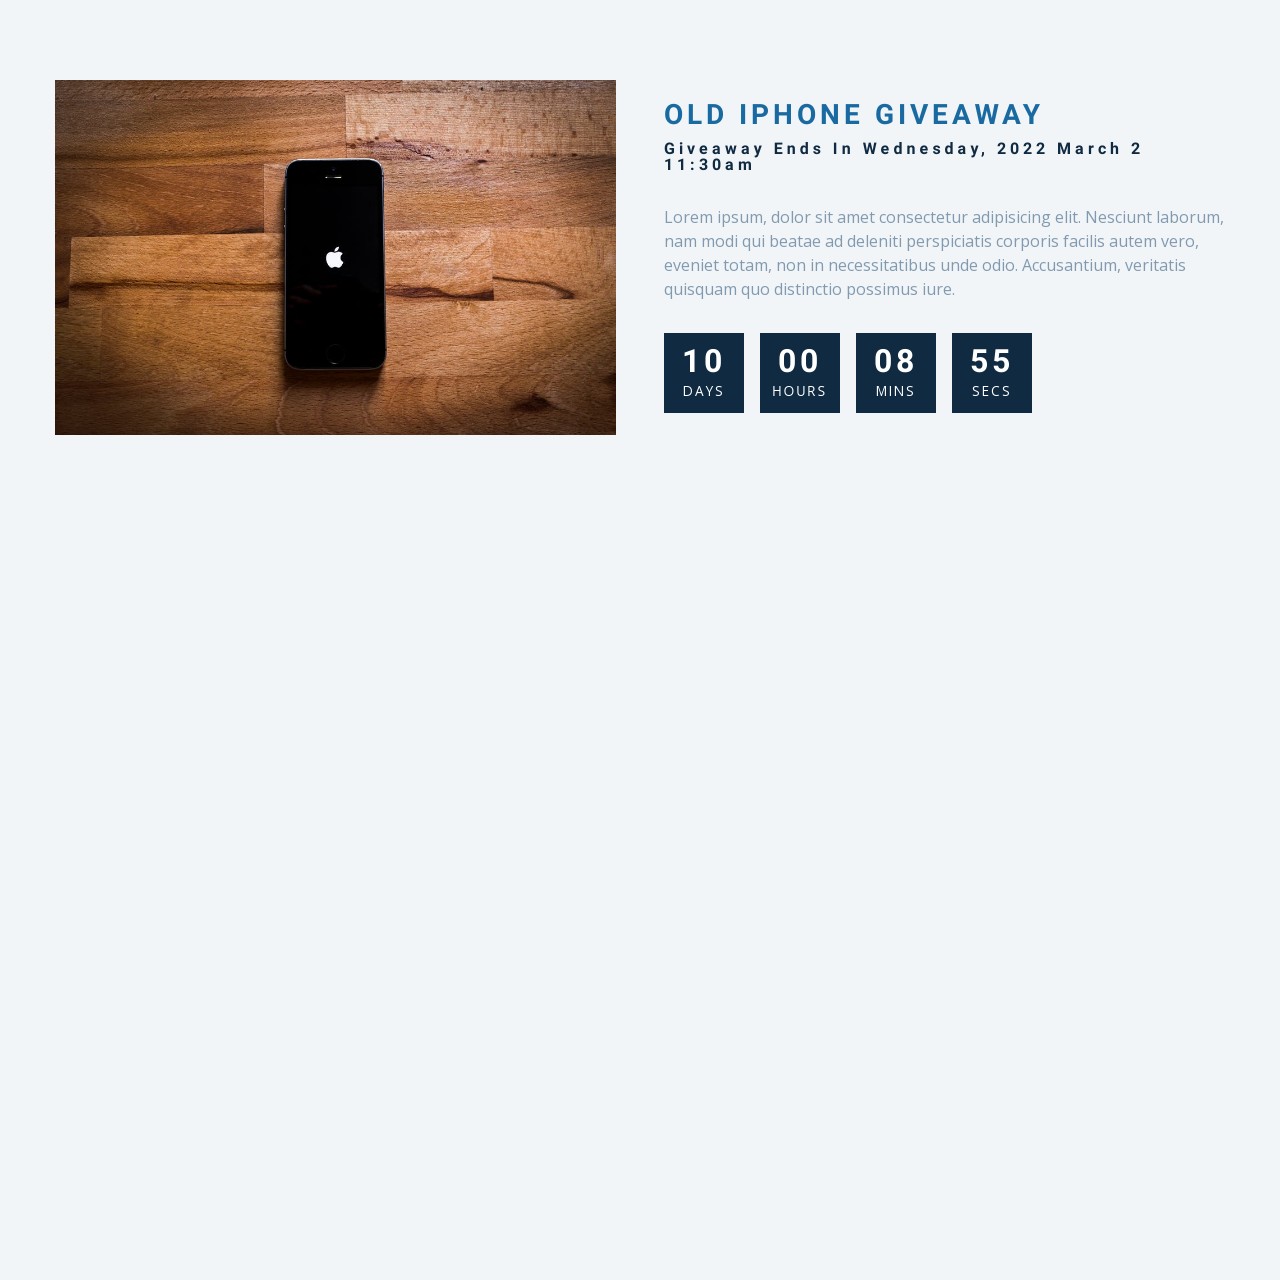 OLD IPHONE GIVEAWAY
Giveaway Ends In Wednesday, 2022 March 2
11:30am
Lorem ipsum, dolor sit amet consectetur adipisicing elit. Nesciunt laborum,
nam modi qui beatae ad deleniti perspiciatis corporis facilis autem vero,
eveniet totam, non in necessitatibus unde odio. Accusantium, veritatis
quisquam quo distinctio possimus iure.
10 00 08 55
DAYS HOURS MINS SECS